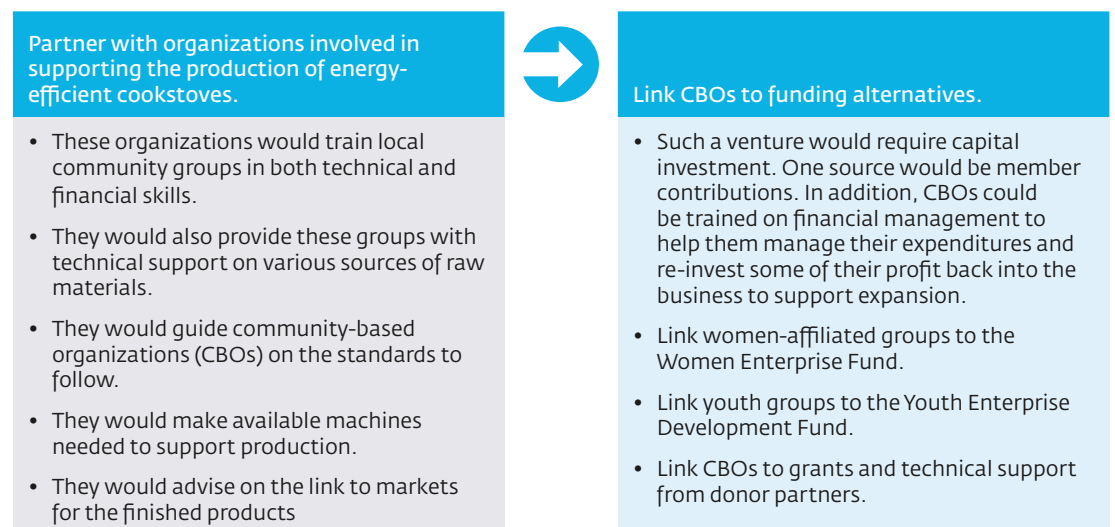 Partner with organizations involved in
supporting the production of energy-
efficient cookstoves.
• These organizations would train local
community groups in both technical and
financial skills.
• They would also provide these groups with
technical support on various sources of raw
materials.
• They would guide community-based
organizations (CBOs) on the standards to
follow.
• They would make available machines
needed to support production.
• They would advise on the link to markets
for the finished products
Link CBOs to funding alternatives.
• Such a venture would require capital
investment. One source would be member
contributions. In addition, CBOs could
be trained on financial management to
help them manage their expenditures and
re-invest some of their profit back into the
business to support expansion.
• Link women-affiliated groups to the
Women Enterprise Fund.
• Link youth groups to the Youth Enterprise
Development Fund.
• Link CBOs to grants and technical support
from donor partners.